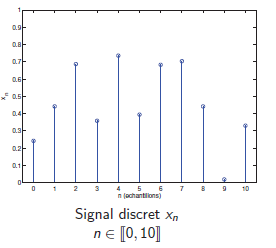 1
0.9
0.8
0.7
0.6
0.5
0.4
0.3
0.2
0.1
0
x_n
0 1 2 3 4 5 6 7 8 9 10
n (échantillons)
Signal discret x_n
n ∈ ⟦0, 10⟧